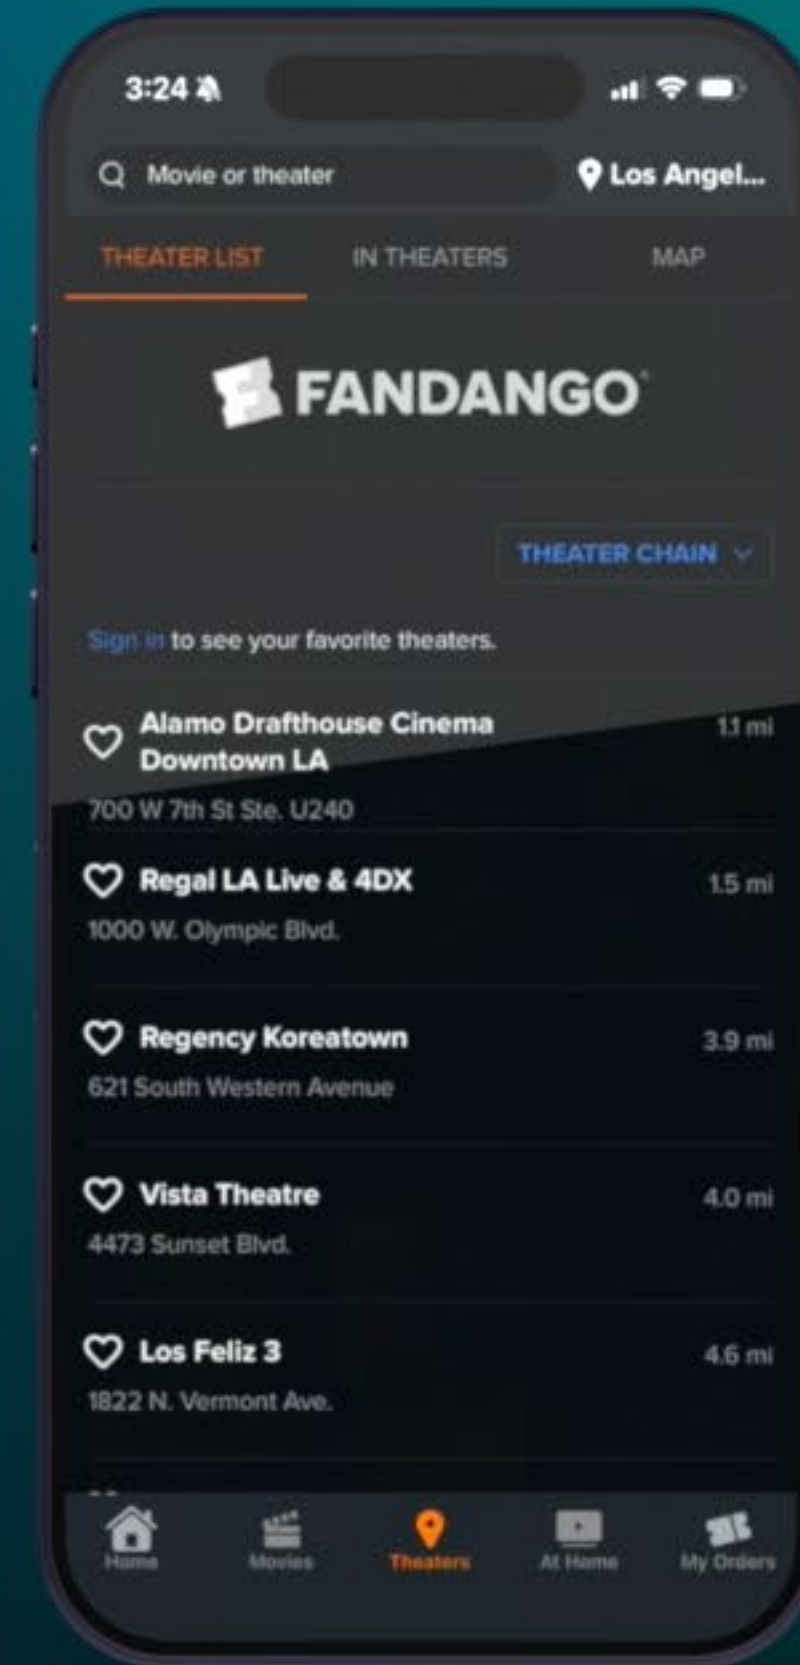 3:24
Movie or theater
Los Angel...
THEATER LIST
IN THEATERS
MAP
FANDANGO
THEATER CHAIN
Sign in to see your favorite theaters.
Alamo Drafthouse Cinema
Downtown LA
1.1 mi
700 W 7th St Ste. U240
Regal LA Live & 4DX
1.5 mi
1000 W. Olympic Blvd.
Regency Koreatown
3.9 mi
621 South Western Avenue
Vista Theatre
4.0 mi
4473 Sunset Blvd.
Los Feliz 3
4.6 mi
1822 N. Vermont Ave.
Home
Movies
Theaters
At Home
My Orders